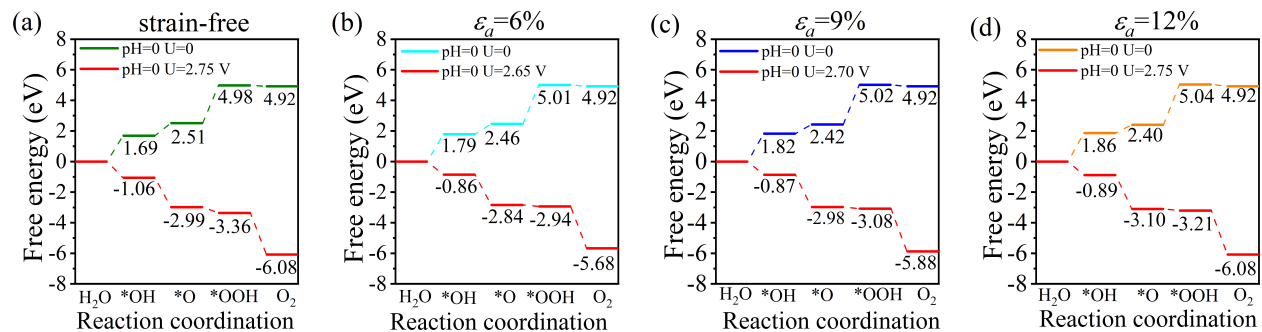 (a) strain-free
8
6
4
2
0
-2
-4
-6
-8
Free energy (eV)
pH=0 U=0
pH=0 U=2.75 V
1.69
2.51
4.98
4.92
-1.06
-2.99
-3.36
-6.08
H₂O *OH *O *OOH O₂
Reaction coordination
(b) εₐ=6%
8
6
4
2
0
-2
-4
-6
-8
Free energy (eV)
pH=0 U=0
pH=0 U=2.65 V
1.79
2.46
5.01
4.92
-0.86
-2.84
-2.94
-5.68
H₂O *OH *O *OOH O₂
Reaction coordination
(c) εₐ=9%
8
6
4
2
0
-2
-4
-6
-8
Free energy (eV)
pH=0 U=0
pH=0 U=2.70 V
1.82
2.42
5.02
4.92
-0.87
-2.98
-3.08
-5.88
H₂O *OH *O *OOH O₂
Reaction coordination
(d) εₐ=12%
8
6
4
2
0
-2
-4
-6
-8
Free energy (eV)
pH=0 U=0
pH=0 U=2.75 V
1.86
2.40
5.04
4.92
-0.89
-3.10
-3.21
-6.08
H₂O *OH *O *OOH O₂
Reaction coordination